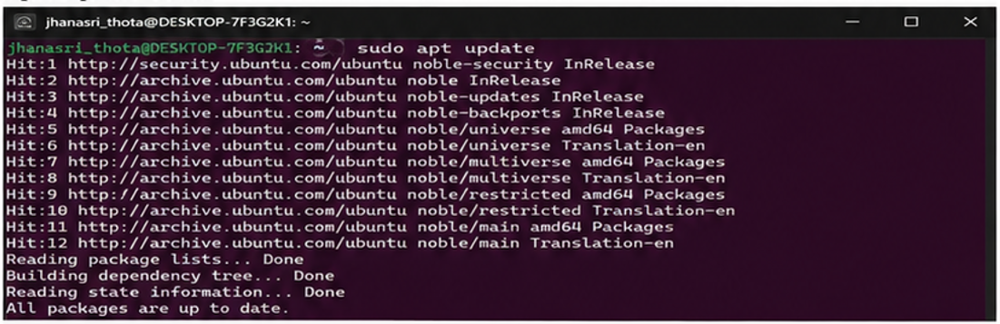 jhanasri_thota@DESKTOP-7F3G2K1: ~
jhanasri_thota@DESKTOP-7F3G2K1: ~ sudo apt update
Hit:1 http://security.ubuntu.com/ubuntu noble-security InRelease
Hit:2 http://archive.ubuntu.com/ubuntu noble InRelease
Hit:3 http://archive.ubuntu.com/ubuntu noble-updates InRelease
Hit:4 http://archive.ubuntu.com/ubuntu noble-backports InRelease
Hit:5 http://archive.ubuntu.com/ubuntu noble/universe amd64 Packages
Hit:6 http://archive.ubuntu.com/ubuntu noble/universe Translation-en
Hit:7 http://archive.ubuntu.com/ubuntu noble/multiverse amd64 Packages
Hit:8 http://archive.ubuntu.com/ubuntu noble/multiverse Translation-en
Hit:9 http://archive.ubuntu.com/ubuntu noble/restricted amd64 Packages
Hit:10 http://archive.ubuntu.com/ubuntu noble/restricted Translation-en
Hit:11 http://archive.ubuntu.com/ubuntu noble/main amd64 Packages
Hit:12 http://archive.ubuntu.com/ubuntu noble/main Translation-en
Reading package lists... Done
Building dependency tree... Done
Reading state information... Done
All packages are up to date.